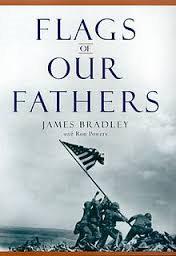 FLAGS
OF
OUR
FATHERS
JAMES BRADLEY
with RON POWERS